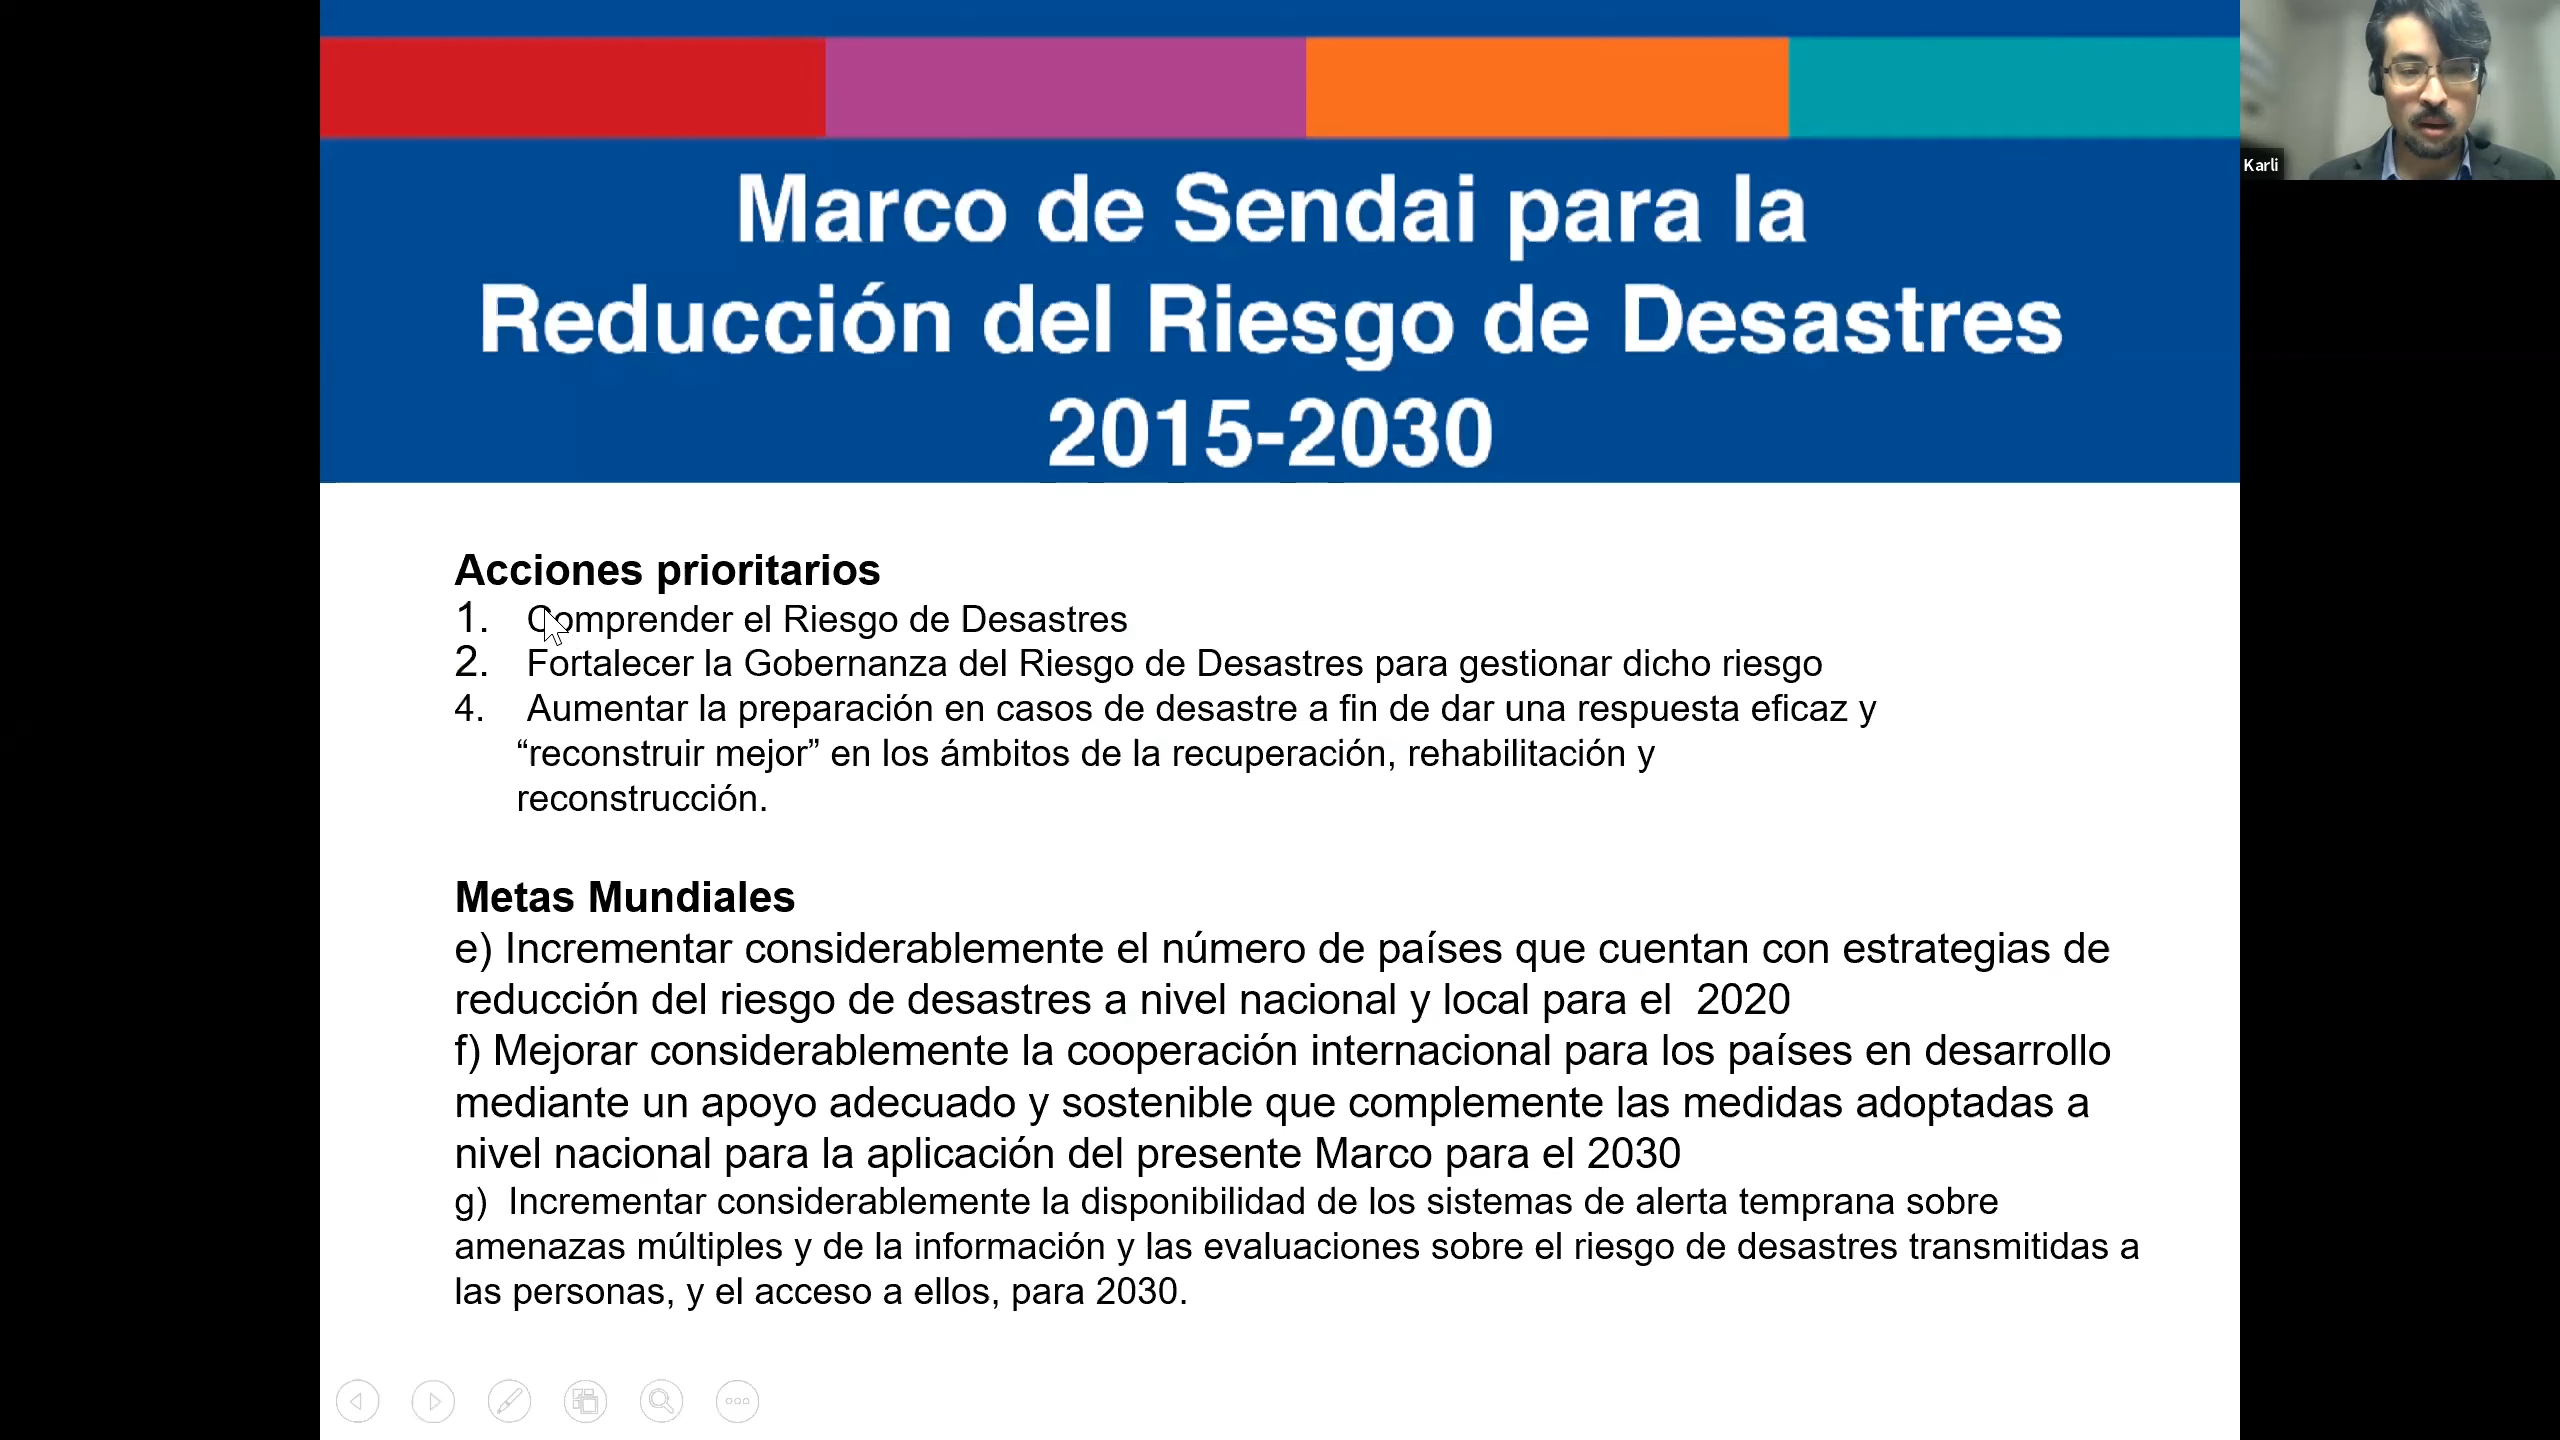 Marco de Sendai para la
Reducción del Riesgo de Desastres
2015-2030
Karli
Acciones prioritarios
1. Comprender el Riesgo de Desastres
2. Fortalecer la Gobernanza del Riesgo de Desastres para gestionar dicho riesgo
4. Aumentar la preparación en casos de desastre a fin de dar una respuesta eficaz y
“reconstruir mejor” en los ámbitos de la recuperación, rehabilitación y
reconstrucción.
Metas Mundiales
e) Incrementar considerablemente el número de países que cuentan con estrategias de
reducción del riesgo de desastres a nivel nacional y local para el 2020
f) Mejorar considerablemente la cooperación internacional para los países en desarrollo
mediante un apoyo adecuado y sostenible que complemente las medidas adoptadas a
nivel nacional para la aplicación del presente Marco para el 2030
g) Incrementar considerablemente la disponibilidad de los sistemas de alerta temprana sobre
amenazas múltiples y de la información y las evaluaciones sobre el riesgo de desastres transmitidas a
las personas, y el acceso a ellos, para 2030.